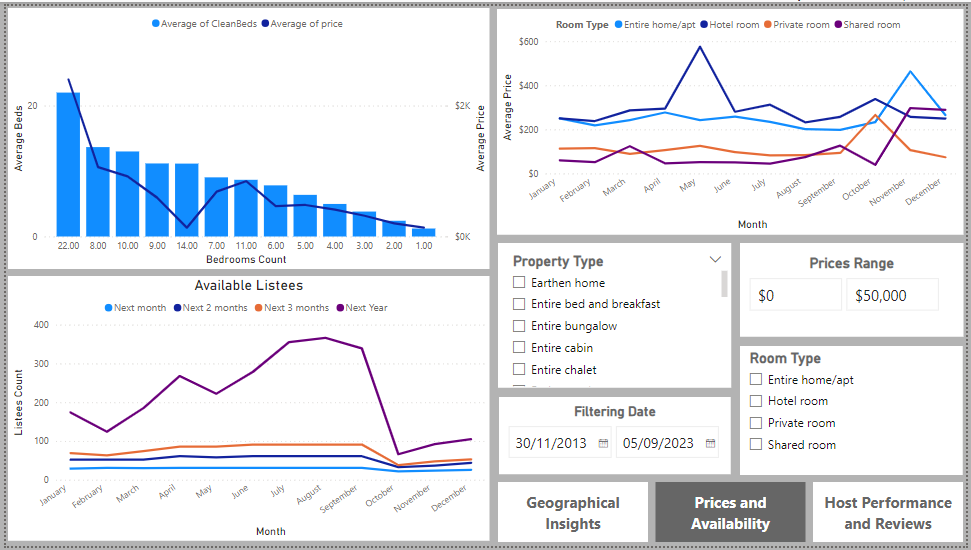 Average of CleanBeds Average of price
Average Beds
20
0
$2K
$0K
Average Price
22.00 8.00 10.00 9.00 14.00 7.00 11.00 6.00 5.00 4.00 3.00 2.00 1.00
Bedrooms Count
Room Type Entire home/apt Hotel room Private room Shared room
Average Price
$600
$400
$200
$0
January February March April May June July August September October November December
Month
Available Listees
Next month Next 2 months Next 3 months Next Year
Listees Count
400
300
200
100
0
January February March April May June July August September October November December
Month
Property Type
Earthen home
Entire bed and breakfast
Entire bungalow
Entire cabin
Entire chalet
Prices Range
$0 $50,000
Filtering Date
30/11/2013 05/09/2023
Room Type
Entire home/apt
Hotel room
Private room
Shared room
Geographical
Insights
Prices and
Availability
Host Performance
and Reviews